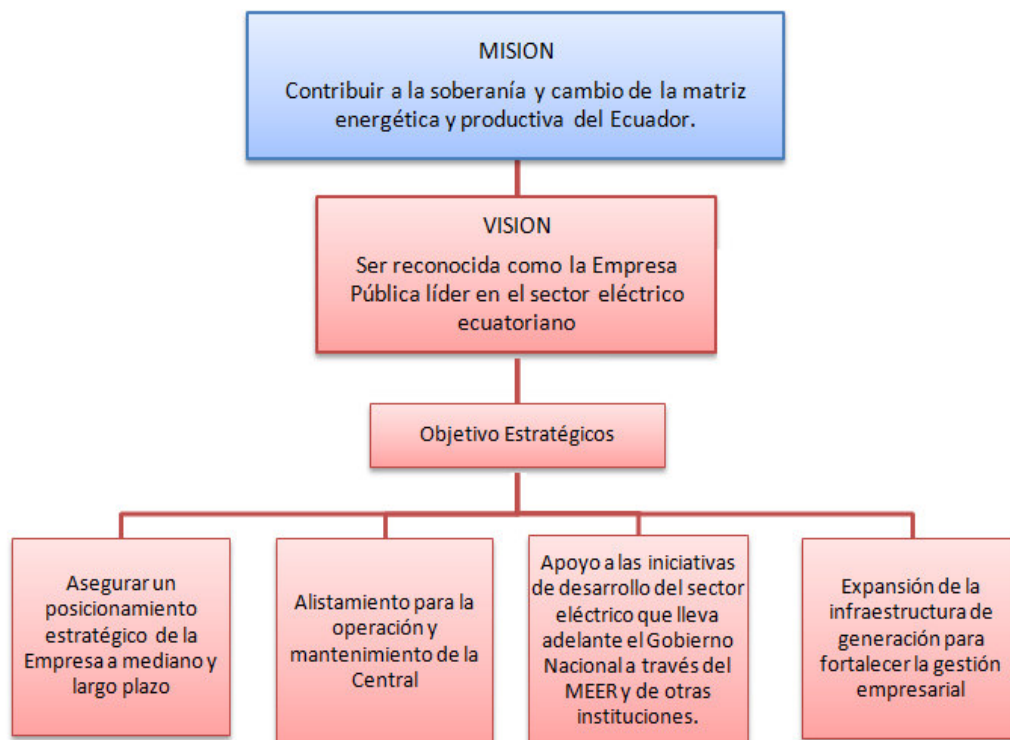 MISION
Contribuir a la soberanía y cambio de la matriz
energética y productiva del Ecuador.
VISION
Ser reconocida como la Empresa
Pública líder en el sector eléctrico
ecuatoriano
Objetivo Estratégicos
Asegurar un
posicionamiento
estratégico de la
Empresa a mediano y
largo plazo
Alistamiento para la
operación y
mantenimiento de la
Central
Apoyo a las iniciativas
de desarrollo del sector
eléctrico que lleva
adelante el Gobierno
Nacional a través del
MEER y de otras
instituciones.
Expansión de la
infraestructura de
generación para
fortalecer la gestión
empresarial